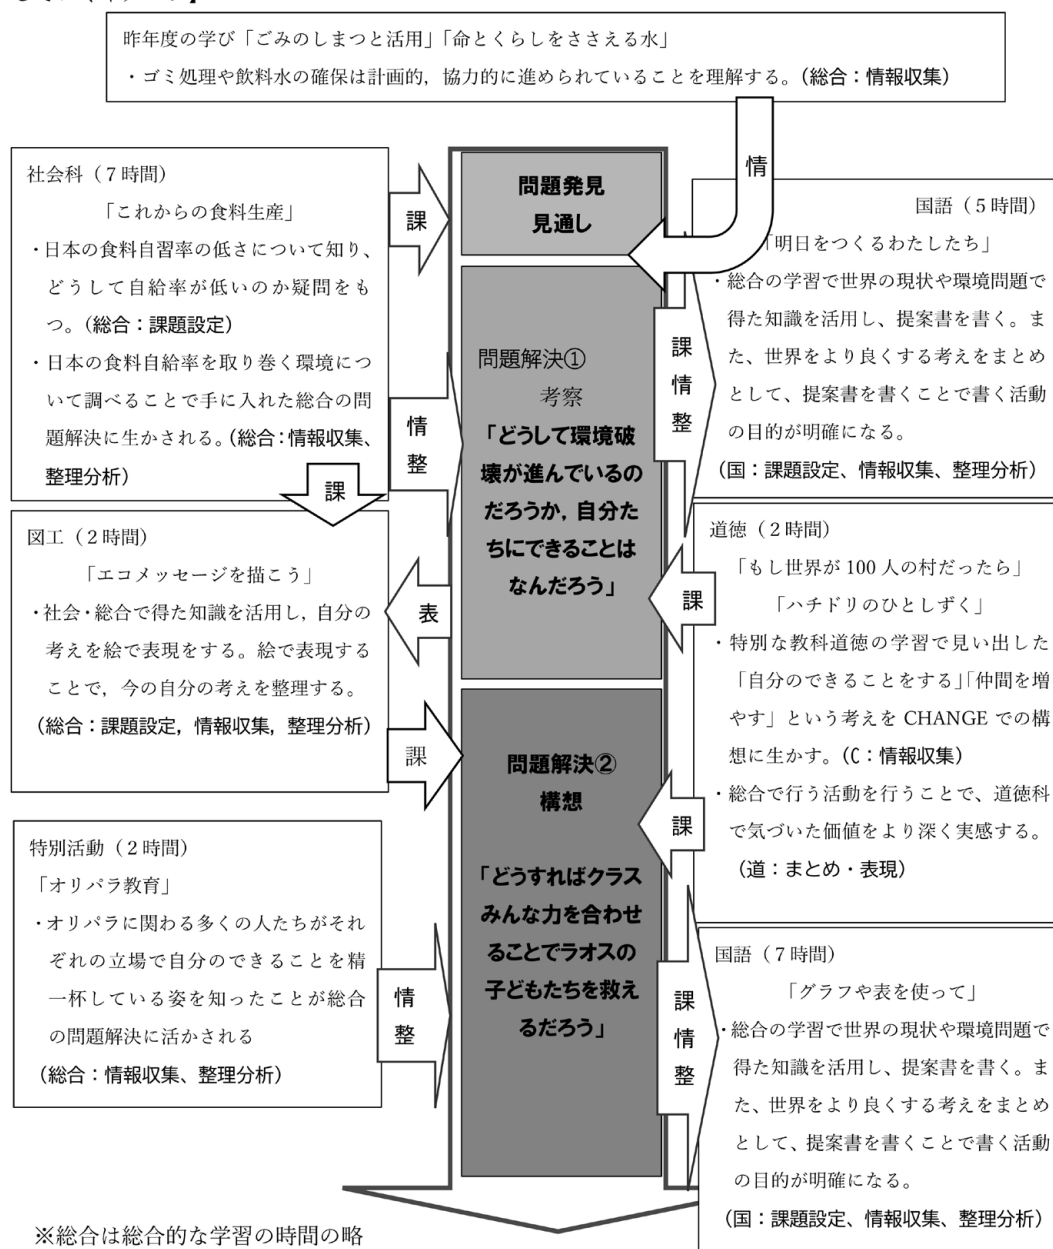 昨年度の学び「ごみのしまつと活用」「命とくらしをささえる水」
・ゴミ処理や飲料水の確保は計画的，協力的に進められていることを理解する。（総合：情報収集）
情
社会科（７時間）
「これからの食料生産」
・日本の食料自習率の低さについて知り、
どうして自給率が低いのか疑問をも
つ。（総合：課題設定）
・日本の食料自給率を取り巻く環境につ
いて調べることで手に入れた総合の問
題解決に生かされる。（総合：情報収集、
整理分析）
課
情
整
課
図工（２時間）
「エコメッセージを描こう」
・社会・総合で得た知識を活用し，自分の
考えを絵で表現をする。絵で表現する
ことで，今の自分の考えを整理する。
（総合：課題設定，情報収集，整理分析）
表
課
特別活動（２時間）
「オリパラ教育」
・オリパラに関わる多くの人たちがそれ
ぞれの立場で自分のできることを精
一杯している姿を知ったことが総合
の問題解決に活かされる
（総合：情報収集、整理分析）
情
整
問題発見
見通し
問題解決①
考察
「どうして環境破
壊が進んでいるの
だろうか，自分た
ちにできることは
なんだろう」
問題解決②
構想
「どうすればクラス
みんな力を合わせ
ることでラオスの
子どもたちを救え
るだろう」
国語（５時間）
「明日をつくるわたしたち」
・総合の学習で世界の現状や環境問題で
得た知識を活用し、提案書を書く。ま
た、世界をより良くする考えをまとめ
として、提案書を書くことで書く活動
の目的が明確になる。
（国：課題設定、情報収集、整理分析）
課
情
整
道徳（２時間）
「もし世界が 100 人の村だったら」
「ハチドリのひとしずく」
・特別な教科道徳の学習で見い出した
「自分のできることをする」「仲間を増
やす」という考えを CHANGE での構
想に生かす。（C：情報収集）
・総合で行う活動を行うことで、道徳科
で気づいた価値をより深く実感する。
（道：まとめ・表現）
課
課
国語（７時間）
「グラフや表を使って」
・総合の学習で世界の現状や環境問題で
得た知識を活用し、提案書を書く。ま
た、世界をより良くする考えをまとめ
として、提案書を書くことで書く活動
の目的が明確になる。
（国：課題設定、情報収集、整理分析）
課
情
整
※総合は総合的な学習の時間の略